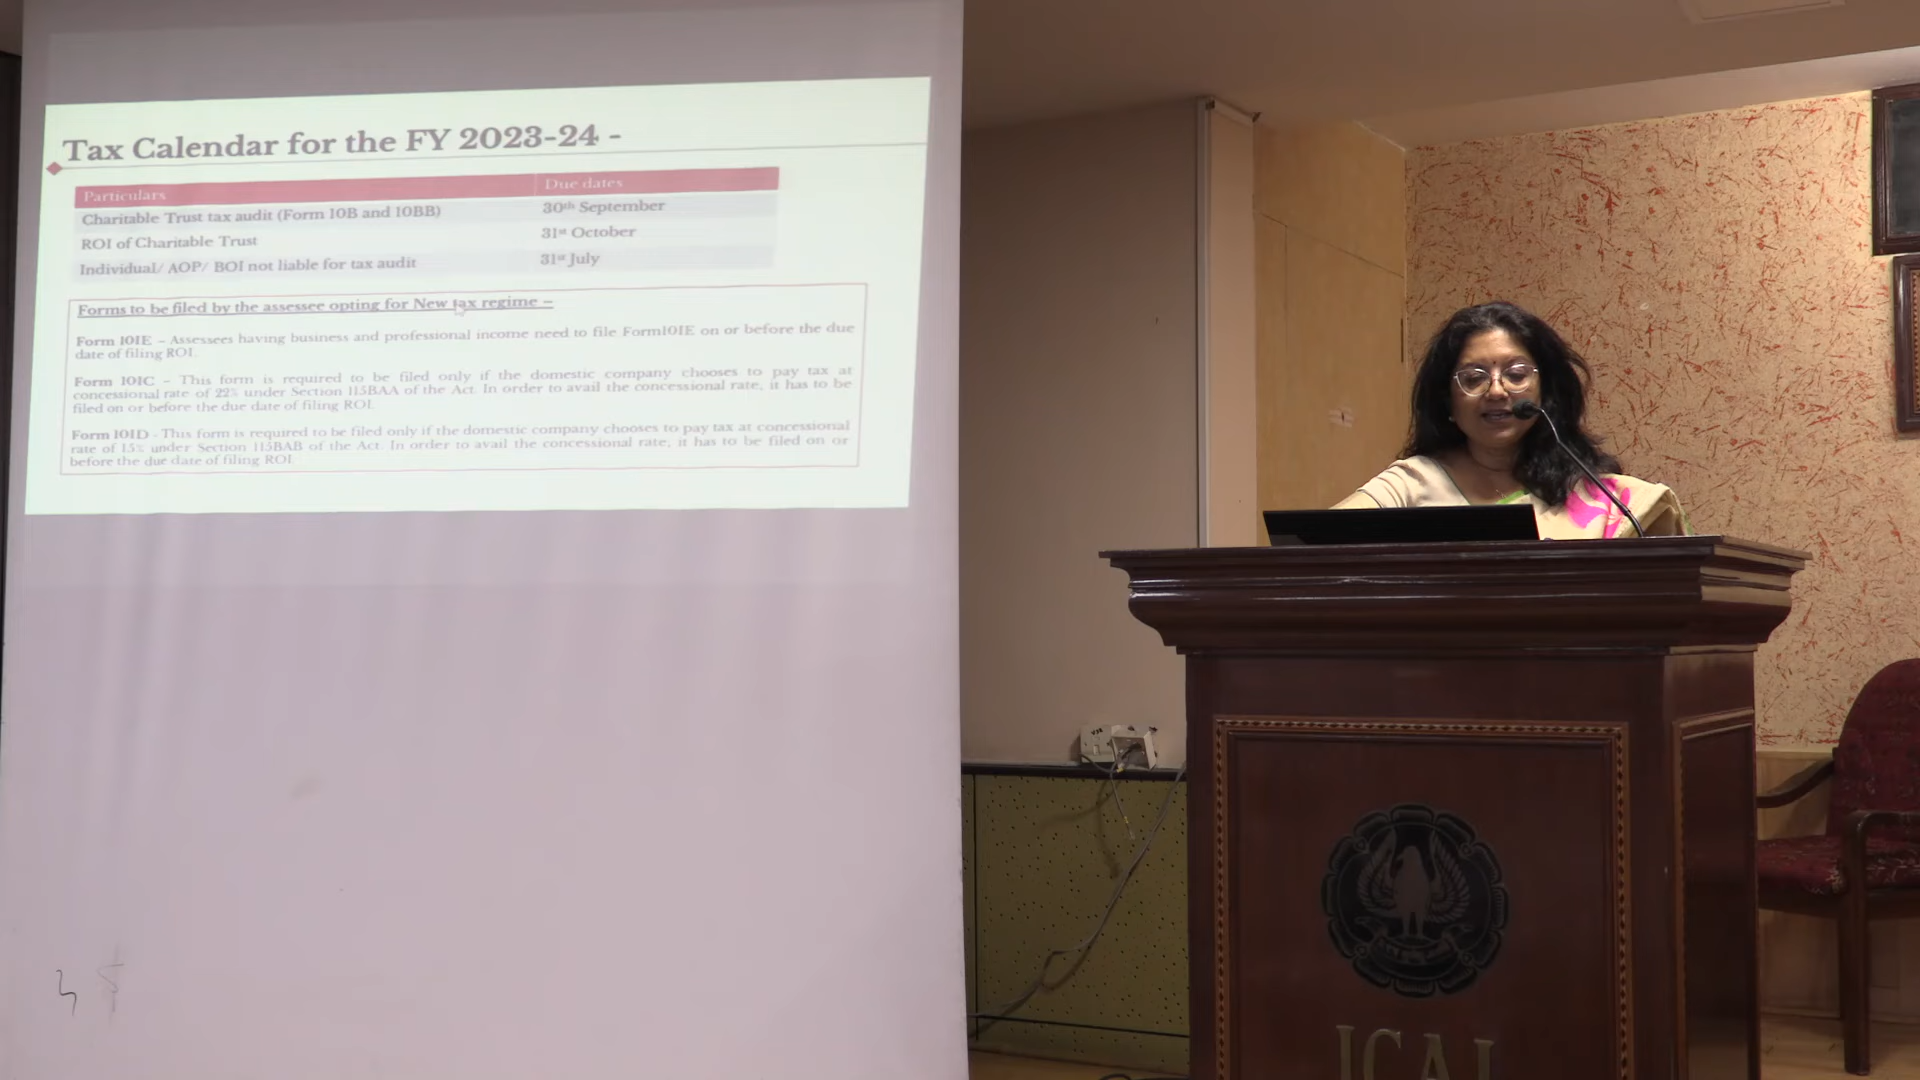 Tax Calendar for the FY 2023-24 -
Particulars Due dates
Charitable Trust tax audit (Form 10B and 10BB) 30th September
ROI of Charitable Trust 31st October
Individual/ AOP/ BOI not liable for tax audit 31st July
Forms to be filed by the assessee opting for New tax regime –
Form 10IE – Assessees having business and professional income need to file Form10IE on or before the due
date of filing ROI.
Form 10IC – This form is required to be filed only if the domestic company chooses to pay tax at
concessional rate of 22% under Section 115BAA of the Act. In order to avail the concessional rate, it has to be
filed on or before the due date of filing ROI.
Form 10ID - This form is required to be filed only if the domestic company chooses to pay tax at concessional
rate of 15% under Section 115BAB of the Act. In order to avail the concessional rate, it has to be filed on or
before the due date of filing ROI.
ICAI